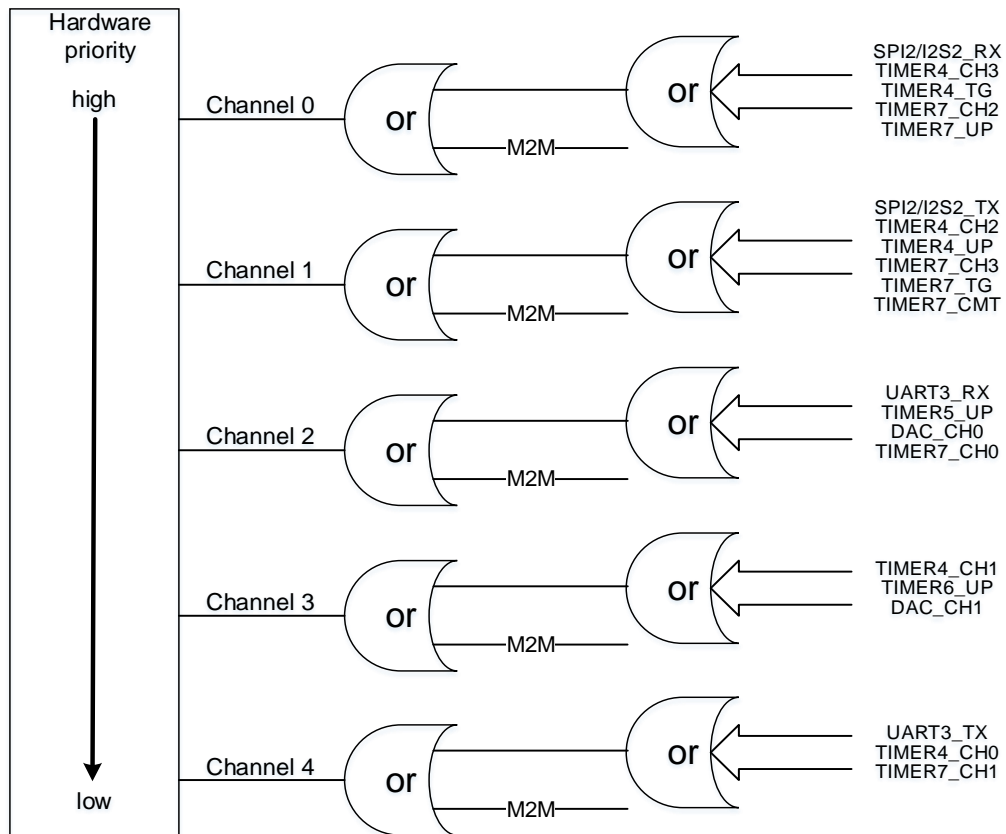 Hardware
priority
high
low
Channel 0
or
M2M
or
SPI2/I2S2_RX
TIMER4_CH3
TIMER4_TG
TIMER7_CH2
TIMER7_UP
Channel 1
or
M2M
or
SPI2/I2S2_TX
TIMER4_CH2
TIMER4_UP
TIMER7_CH3
TIMER7_TG
TIMER7_CMT
Channel 2
or
M2M
or
UART3_RX
TIMER5_UP
DAC_CH0
TIMER7_CH0
Channel 3
or
M2M
or
TIMER4_CH1
TIMER6_UP
DAC_CH1
Channel 4
or
M2M
or
UART3_TX
TIMER4_CH0
TIMER7_CH1